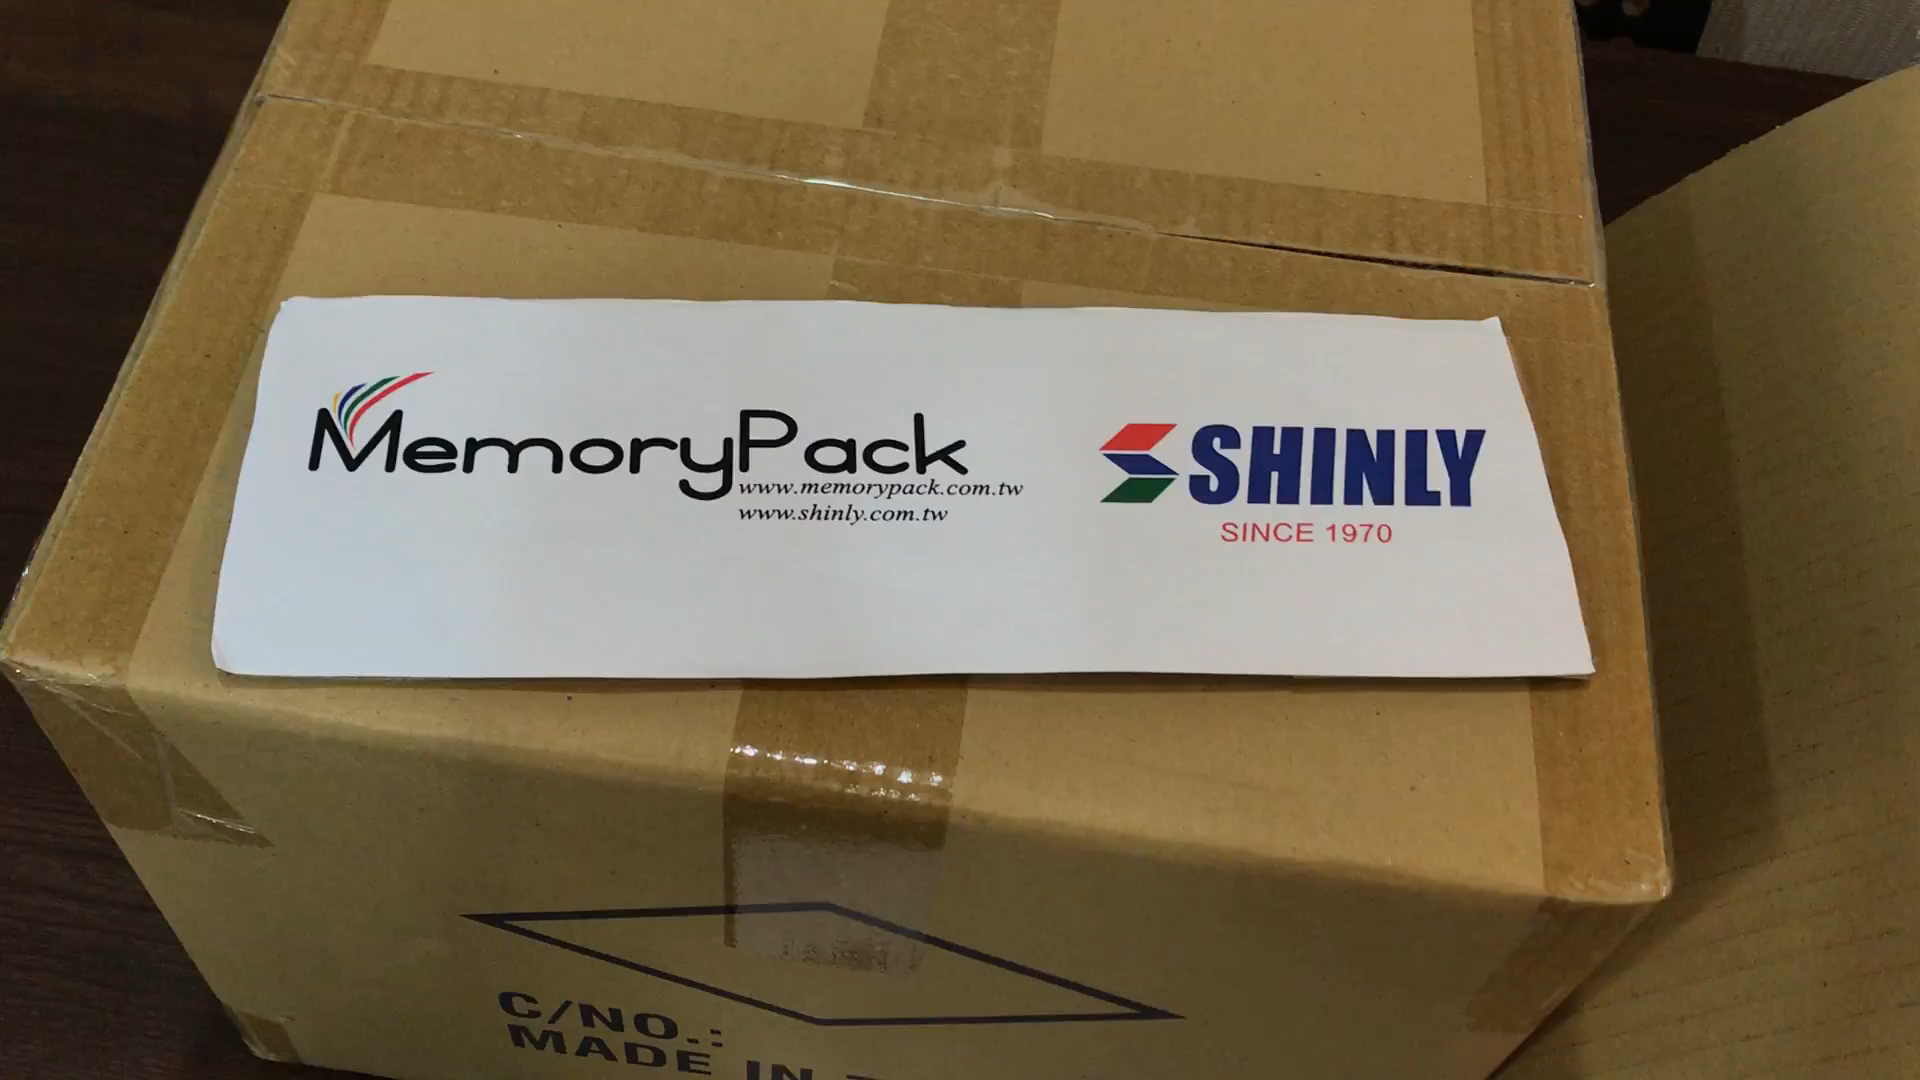 MemoryPack
www.memorypack.com.tw
www.shinly.com.tw
SHINLY
SINCE 1970
C/NO.:
MADE IN